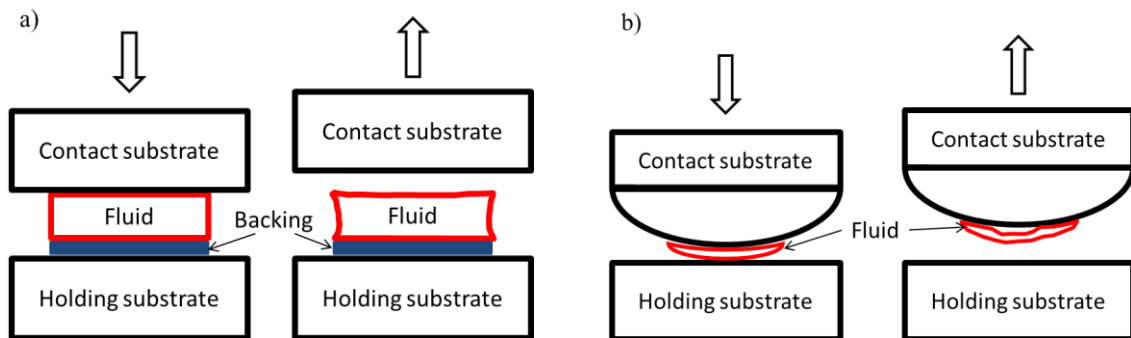 a)
Contact substrate
Fluid
Backing
Holding substrate
Contact substrate
Fluid
Holding substrate
b)
Contact substrate
Fluid
Holding substrate
Contact substrate
Holding substrate